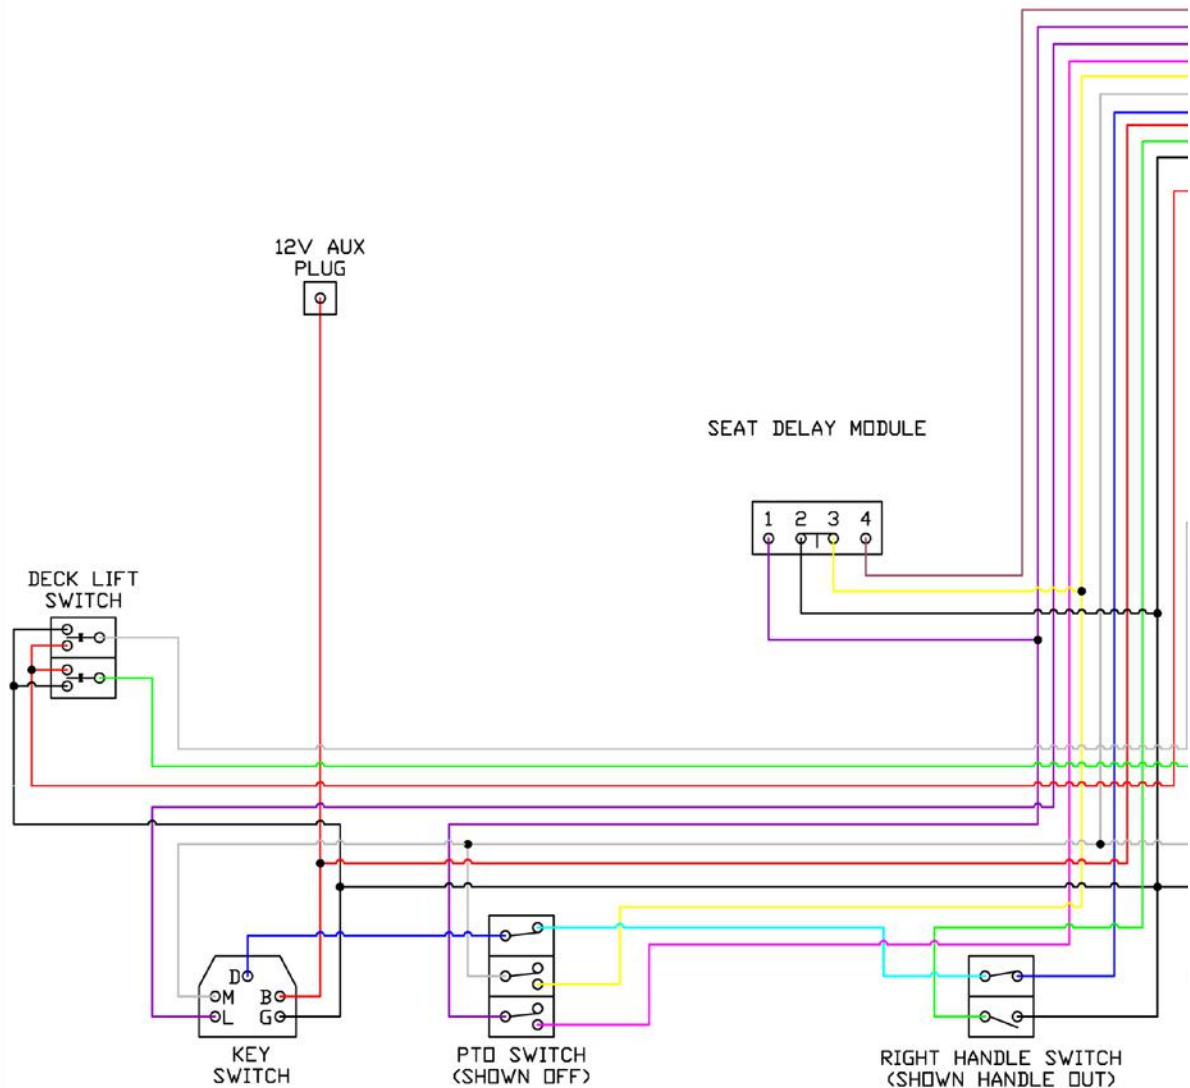 12V AUX
PLUG
SEAT DELAY MODULE
1 2 3 4
DECK LIFT
SWITCH
D
M B
L G
KEY
SWITCH
PTO SWITCH
(SHOWN OFF)
RIGHT HANDLE SWITCH
(SHOWN HANDLE OUT)